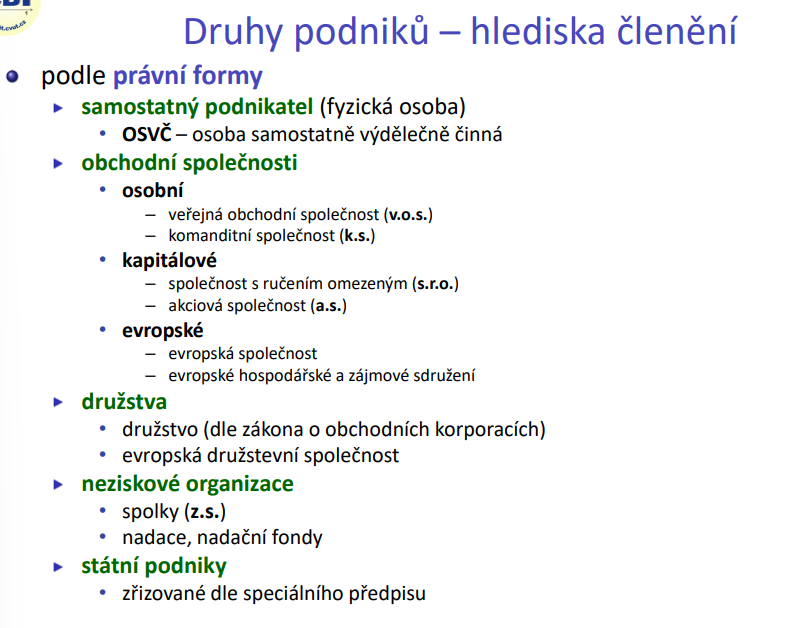 Druhy podniků – hlediska členění
podle právní formy
samostatný podnikatel (fyzická osoba)
OSVČ – osoba samostatně výdělečně činná
obchodní společnosti
osobní
– veřejná obchodní společnost (v.o.s.)
– komanditní společnost (k.s.)
kapitálové
– společnost s ručením omezeným (s.r.o.)
– akciová společnost (a.s.)
evropské
– evropská společnost
– evropské hospodářské a zájmové sdružení
družstva
družstvo (dle zákona o obchodních korporacích)
evropská družstevní společnost
neziskové organizace
spolky (z.s.)
nadace, nadační fondy
státní podniky
zřizované dle speciálního předpisu